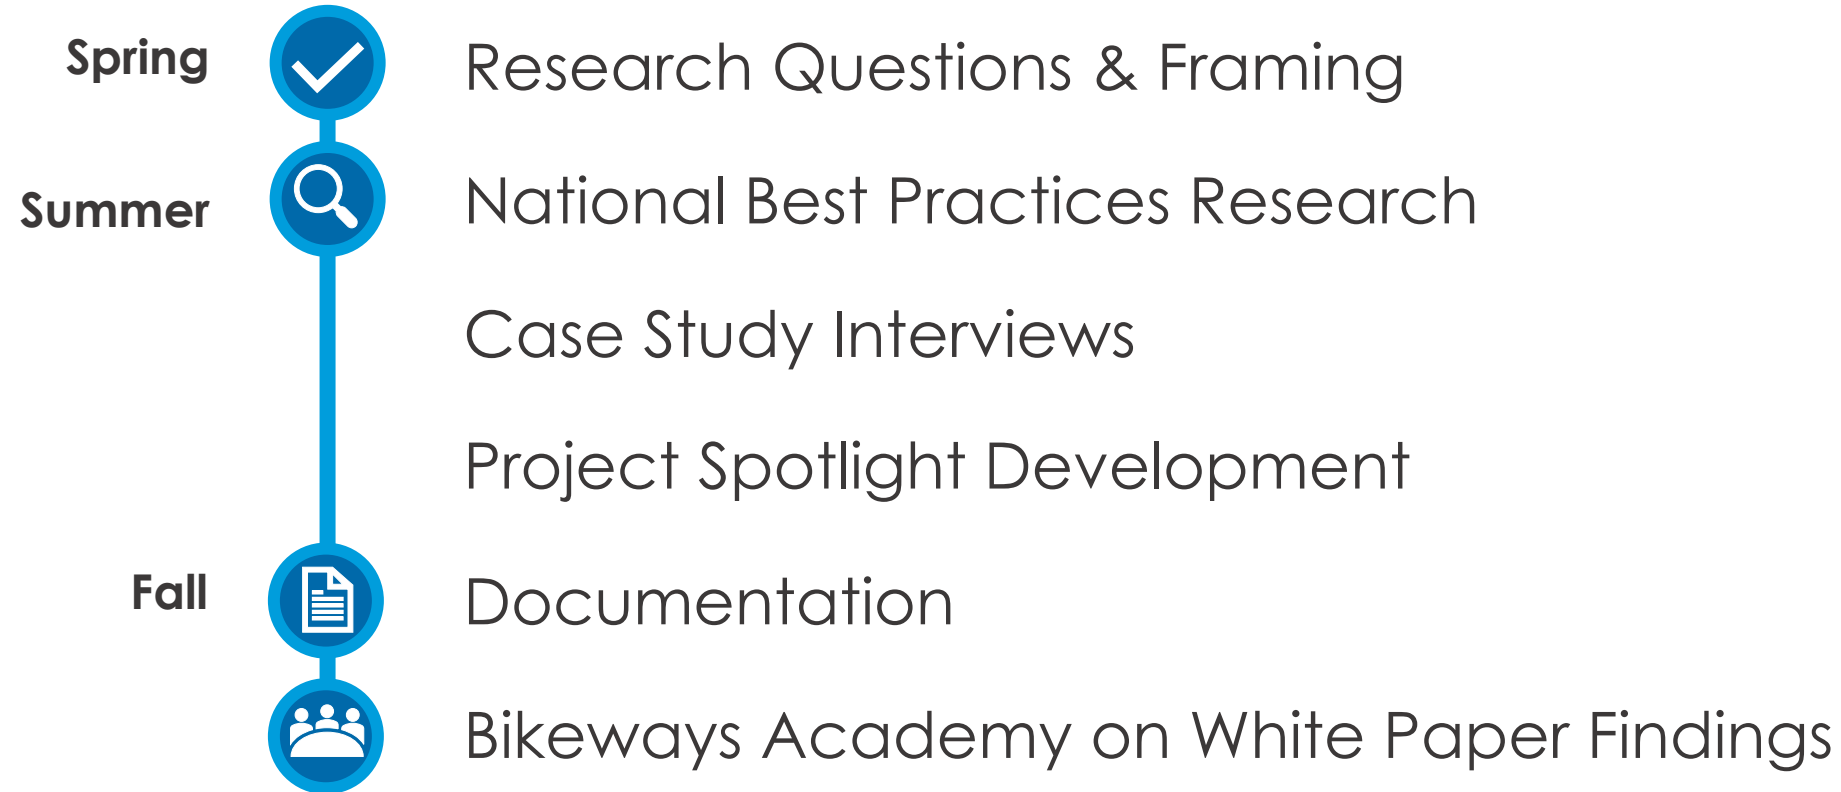 Spring
Research Questions & Framing
Summer
National Best Practices Research
Case Study Interviews
Project Spotlight Development
Fall
Documentation
Bikeways Academy on White Paper Findings